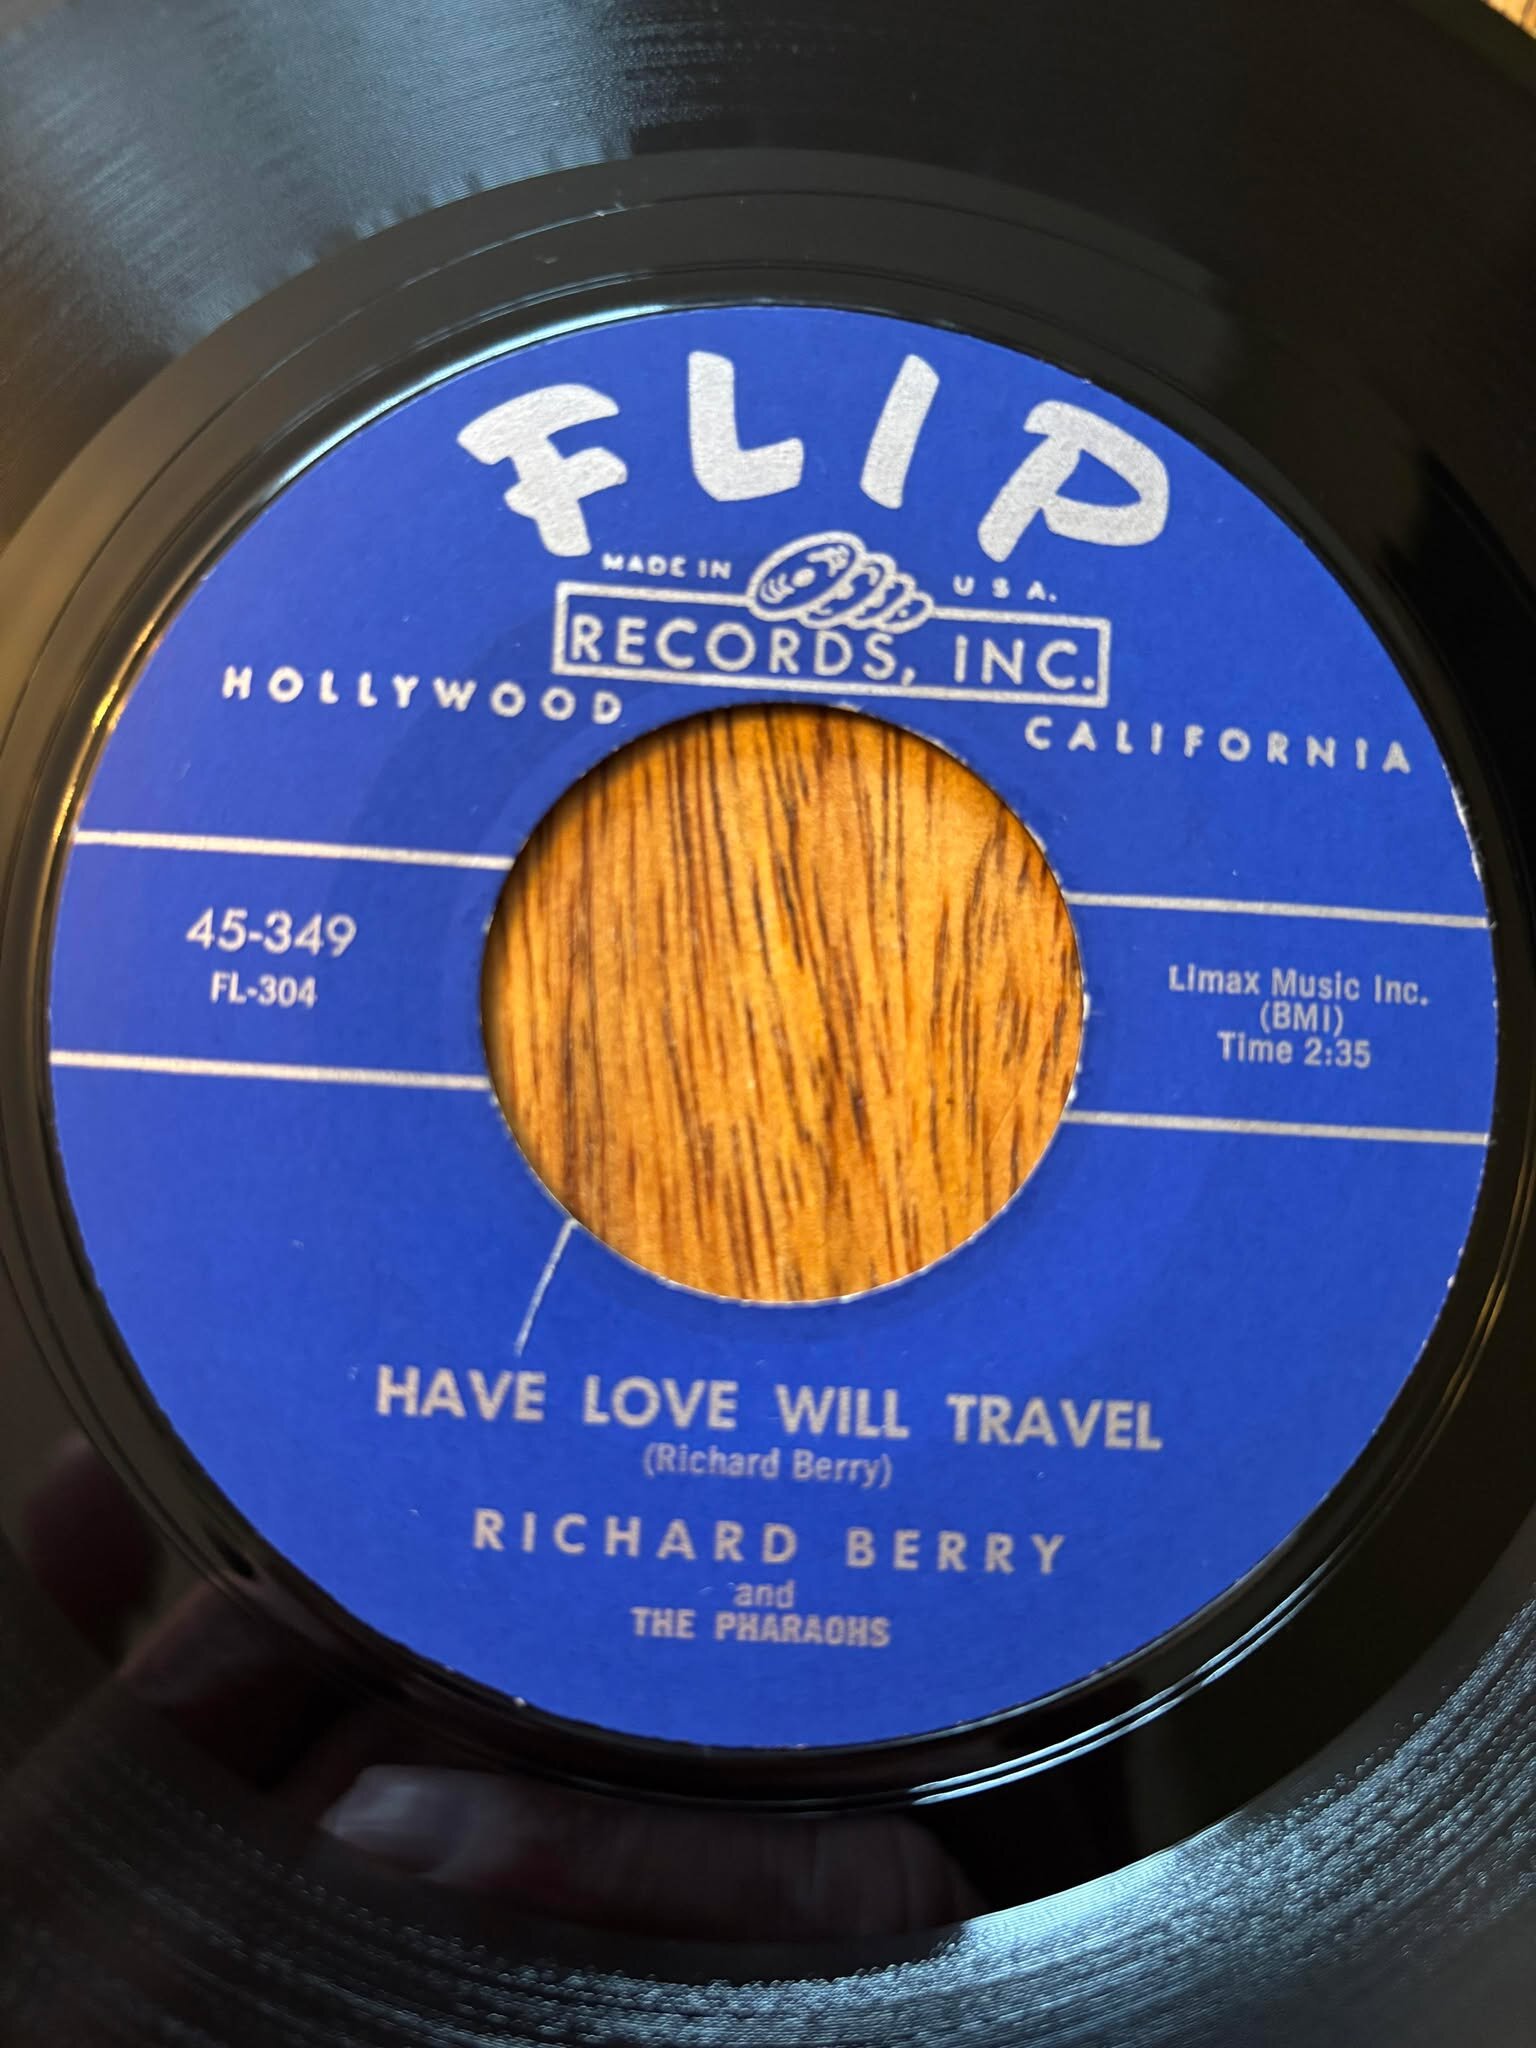 FLIP
MADE IN U.S.A.
RECORDS, INC.
HOLLYWOOD CALIFORNIA
45-349
FL-304
Limax Music Inc.
(BMI)
Time 2:35
HAVE LOVE WILL TRAVEL
(Richard Berry)
RICHARD BERRY
and
THE PHARAOHS